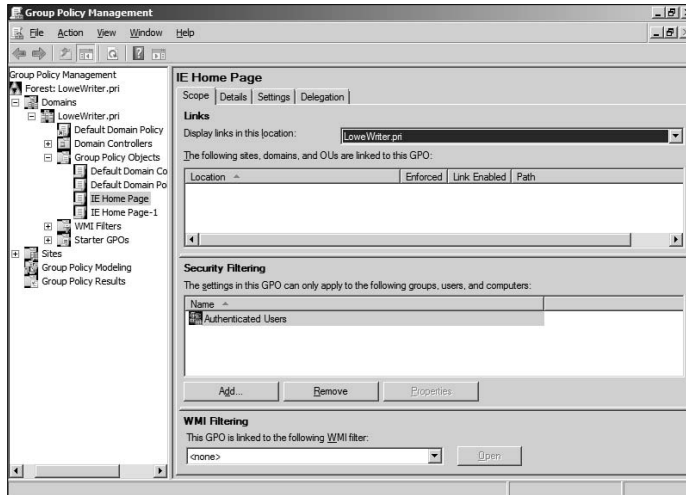 Group Policy Management
File Action View Window Help
Group Policy Management
Forest: LoweWriter.pri
Domains
LoweWriter.pri
Default Domain Policy
Domain Controllers
Group Policy Objects
Default Domain Co
Default Domain Po
IE Home Page
IE Home Page-1
WMI Filters
Starter GPOs
Sites
Group Policy Modeling
Group Policy Results
IE Home Page
Scope Details Settings Delegation
Links
Display links in this location: LoweWriter.pri
The following sites, domains, and OUs are linked to this GPO:
Location Enforced Link Enabled Path
Security Filtering
The settings in this GPO can only apply to the following groups, users, and computers:
Name
Authenticated Users
Add... Remove Properties
WMI Filtering
This GPO is linked to the following WMI filter:
<none> Open